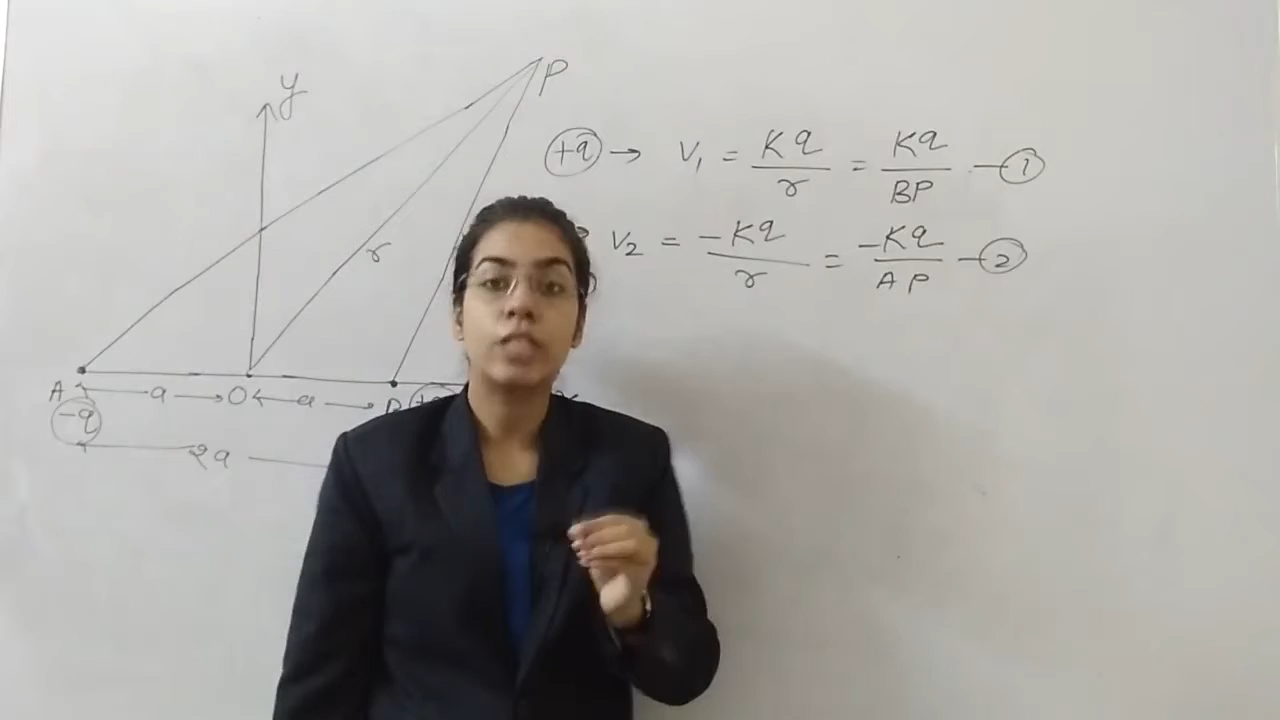 y
P
+q → V₁ = Kq/r = Kq/BP —①
V₂ = -Kq/r = -Kq/AP —②
r
A a O a B
-q
2a